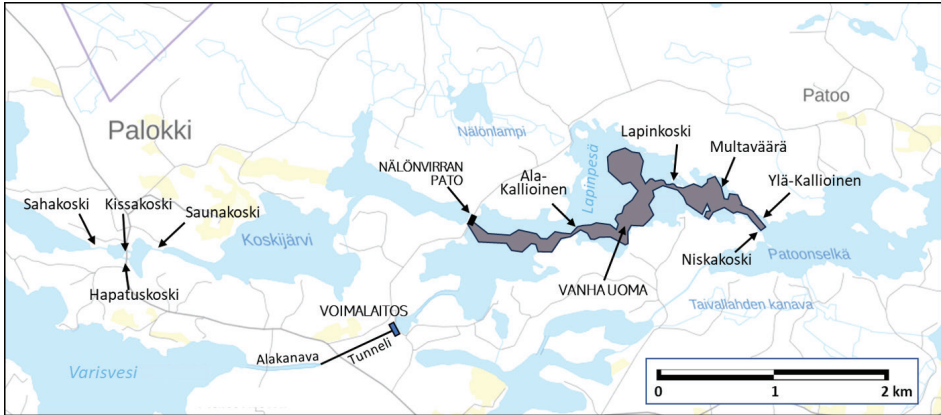 Patoo
Palokki
Nälönlampi
Lapinkoski
Multaväärä
NÄLÖNVIRRAN
PATO
Ala-
Kallioinen
Lapinpesä
Ylä-Kallioinen
Sahakoski
Kissakoski
Saunakoski
Koskijärvi
Patoonselkä
Niskakoski
Hapatuskoski
VANHA UOMA
VOIMALAITOS
Taivallahden kanava
Tunneli
Alakanava
Varisvesi
0
1
2 km